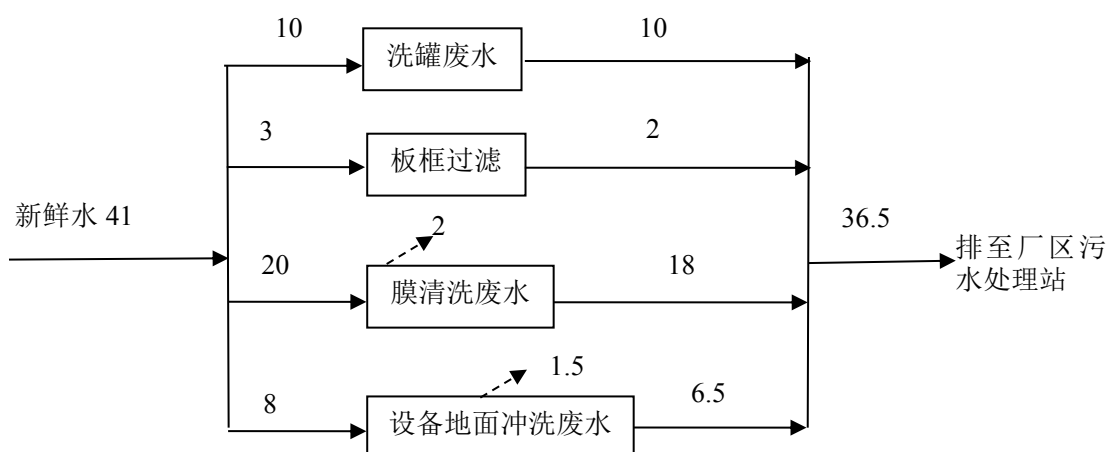 10
10
洗罐废水
3
2
板框过滤
新鲜水 41
2
36.5
20
18
排至厂区污
水处理站
膜清洗废水
1.5
8
6.5
设备地面冲洗废水